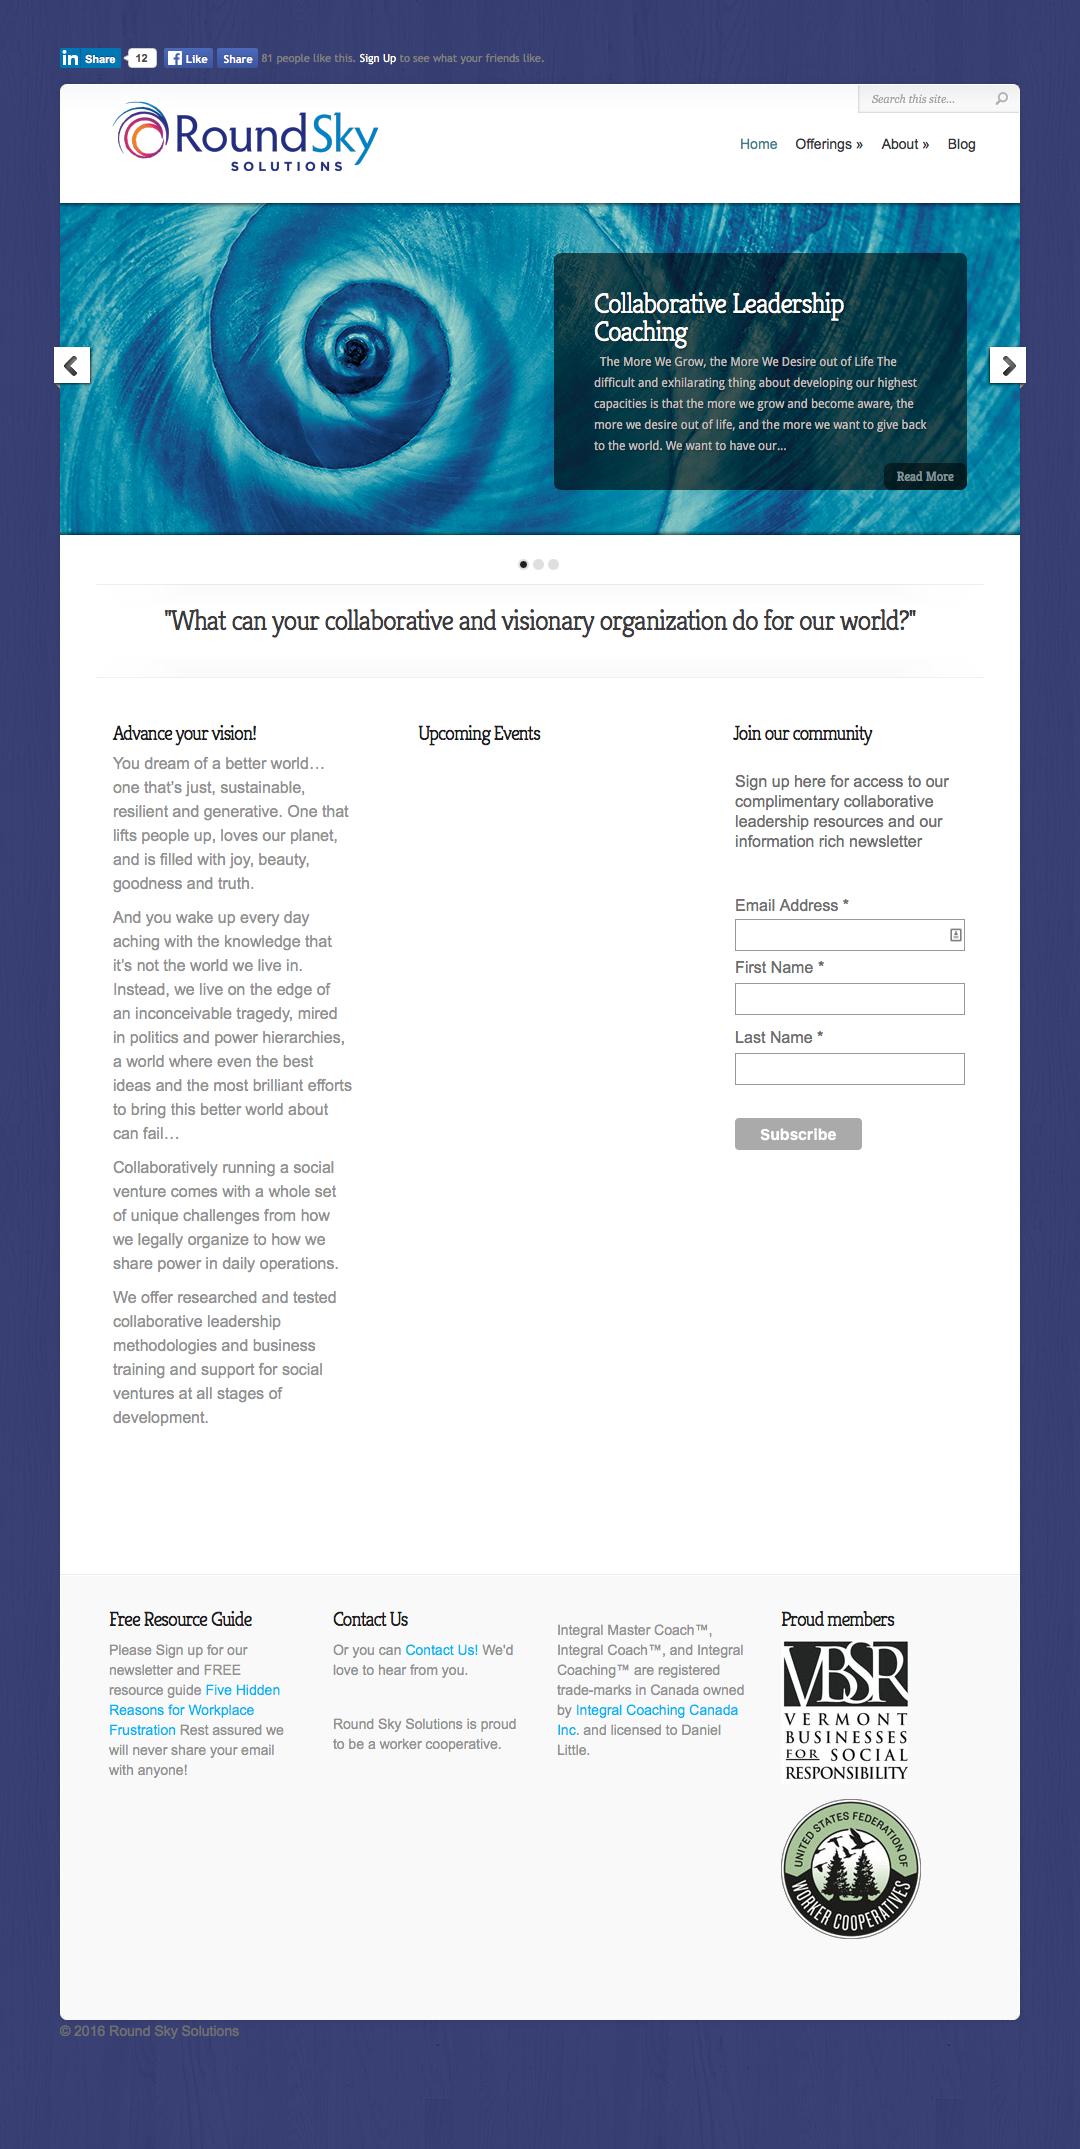 in Share 12 Like Share 81 people like this. Sign Up to see what your friends like.
Search this site...
RoundSky
SOLUTIONS
Home Offerings » About » Blog
Collaborative Leadership
Coaching
The More We Grow, the More We Desire out of Life The
difficult and exhilarating thing about developing our highest
capacities is that the more we grow and become aware, the
more we desire out of life, and the more we want to give back
to the world. We want to have our...
Read More
"What can your collaborative and visionary organization do for our world?"
Advance your vision!
You dream of a better world…
one that's just, sustainable,
resilient and generative. One that
lifts people up, loves our planet,
and is filled with joy, beauty,
goodness and truth.
And you wake up every day
aching with the knowledge that
it's not the world we live in.
Instead, we live on the edge of
an inconceivable tragedy, mired
in politics and power hierarchies,
a world where even the best
ideas and the most brilliant efforts
to bring this better world about
can fail…
Collaboratively running a social
venture comes with a whole set
of unique challenges from how
we legally organize to how we
share power in daily operations.
We offer researched and tested
collaborative leadership
methodologies and business
training and support for social
ventures at all stages of
development.
Upcoming Events
Join our community
Sign up here for access to our
complimentary collaborative
leadership resources and our
information rich newsletter
Email Address *
First Name *
Last Name *
Subscribe
Free Resource Guide
Please Sign up for our
newsletter and FREE
resource guide Five Hidden
Reasons for Workplace
Frustration Rest assured we
will never share your email
with anyone!
Contact Us
Or you can Contact Us! We'd
love to hear from you.
Round Sky Solutions is proud
to be a worker cooperative.
Integral Master Coach™,
Integral Coach™, and Integral
Coaching™ are registered
trade-marks in Canada owned
by Integral Coaching Canada
Inc. and licensed to Daniel
Little.
Proud members
VBSR
VERMONT
BUSINESSES
FOR SOCIAL
RESPONSIBILITY
UNITED STATES FEDERATION OF
WORKER COOPERATIVES
© 2016 Round Sky Solutions